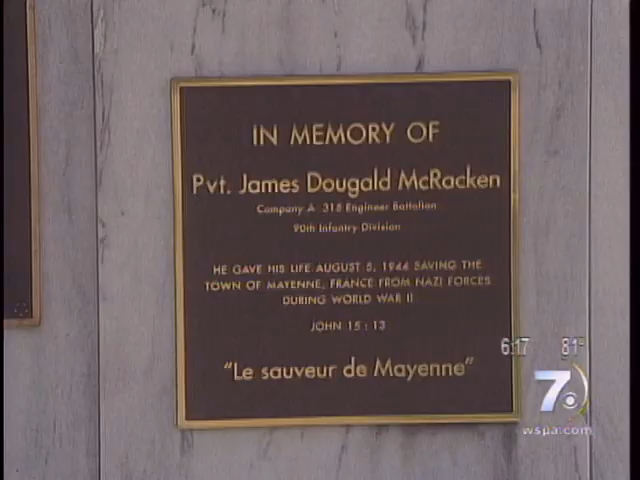 IN MEMORY OF
Pvt. James Dougald McRacken
Company A 315 Engineer Battalion
90th Infantry Division
HE GAVE HIS LIFE AUGUST 5, 1944 SAVING THE
TOWN OF MAYENNE, FRANCE FROM NAZI FORCES
DURING WORLD WAR II
JOHN 15:13
"Le sauveur de Mayenne"
6:17 81°
7
wspa.com